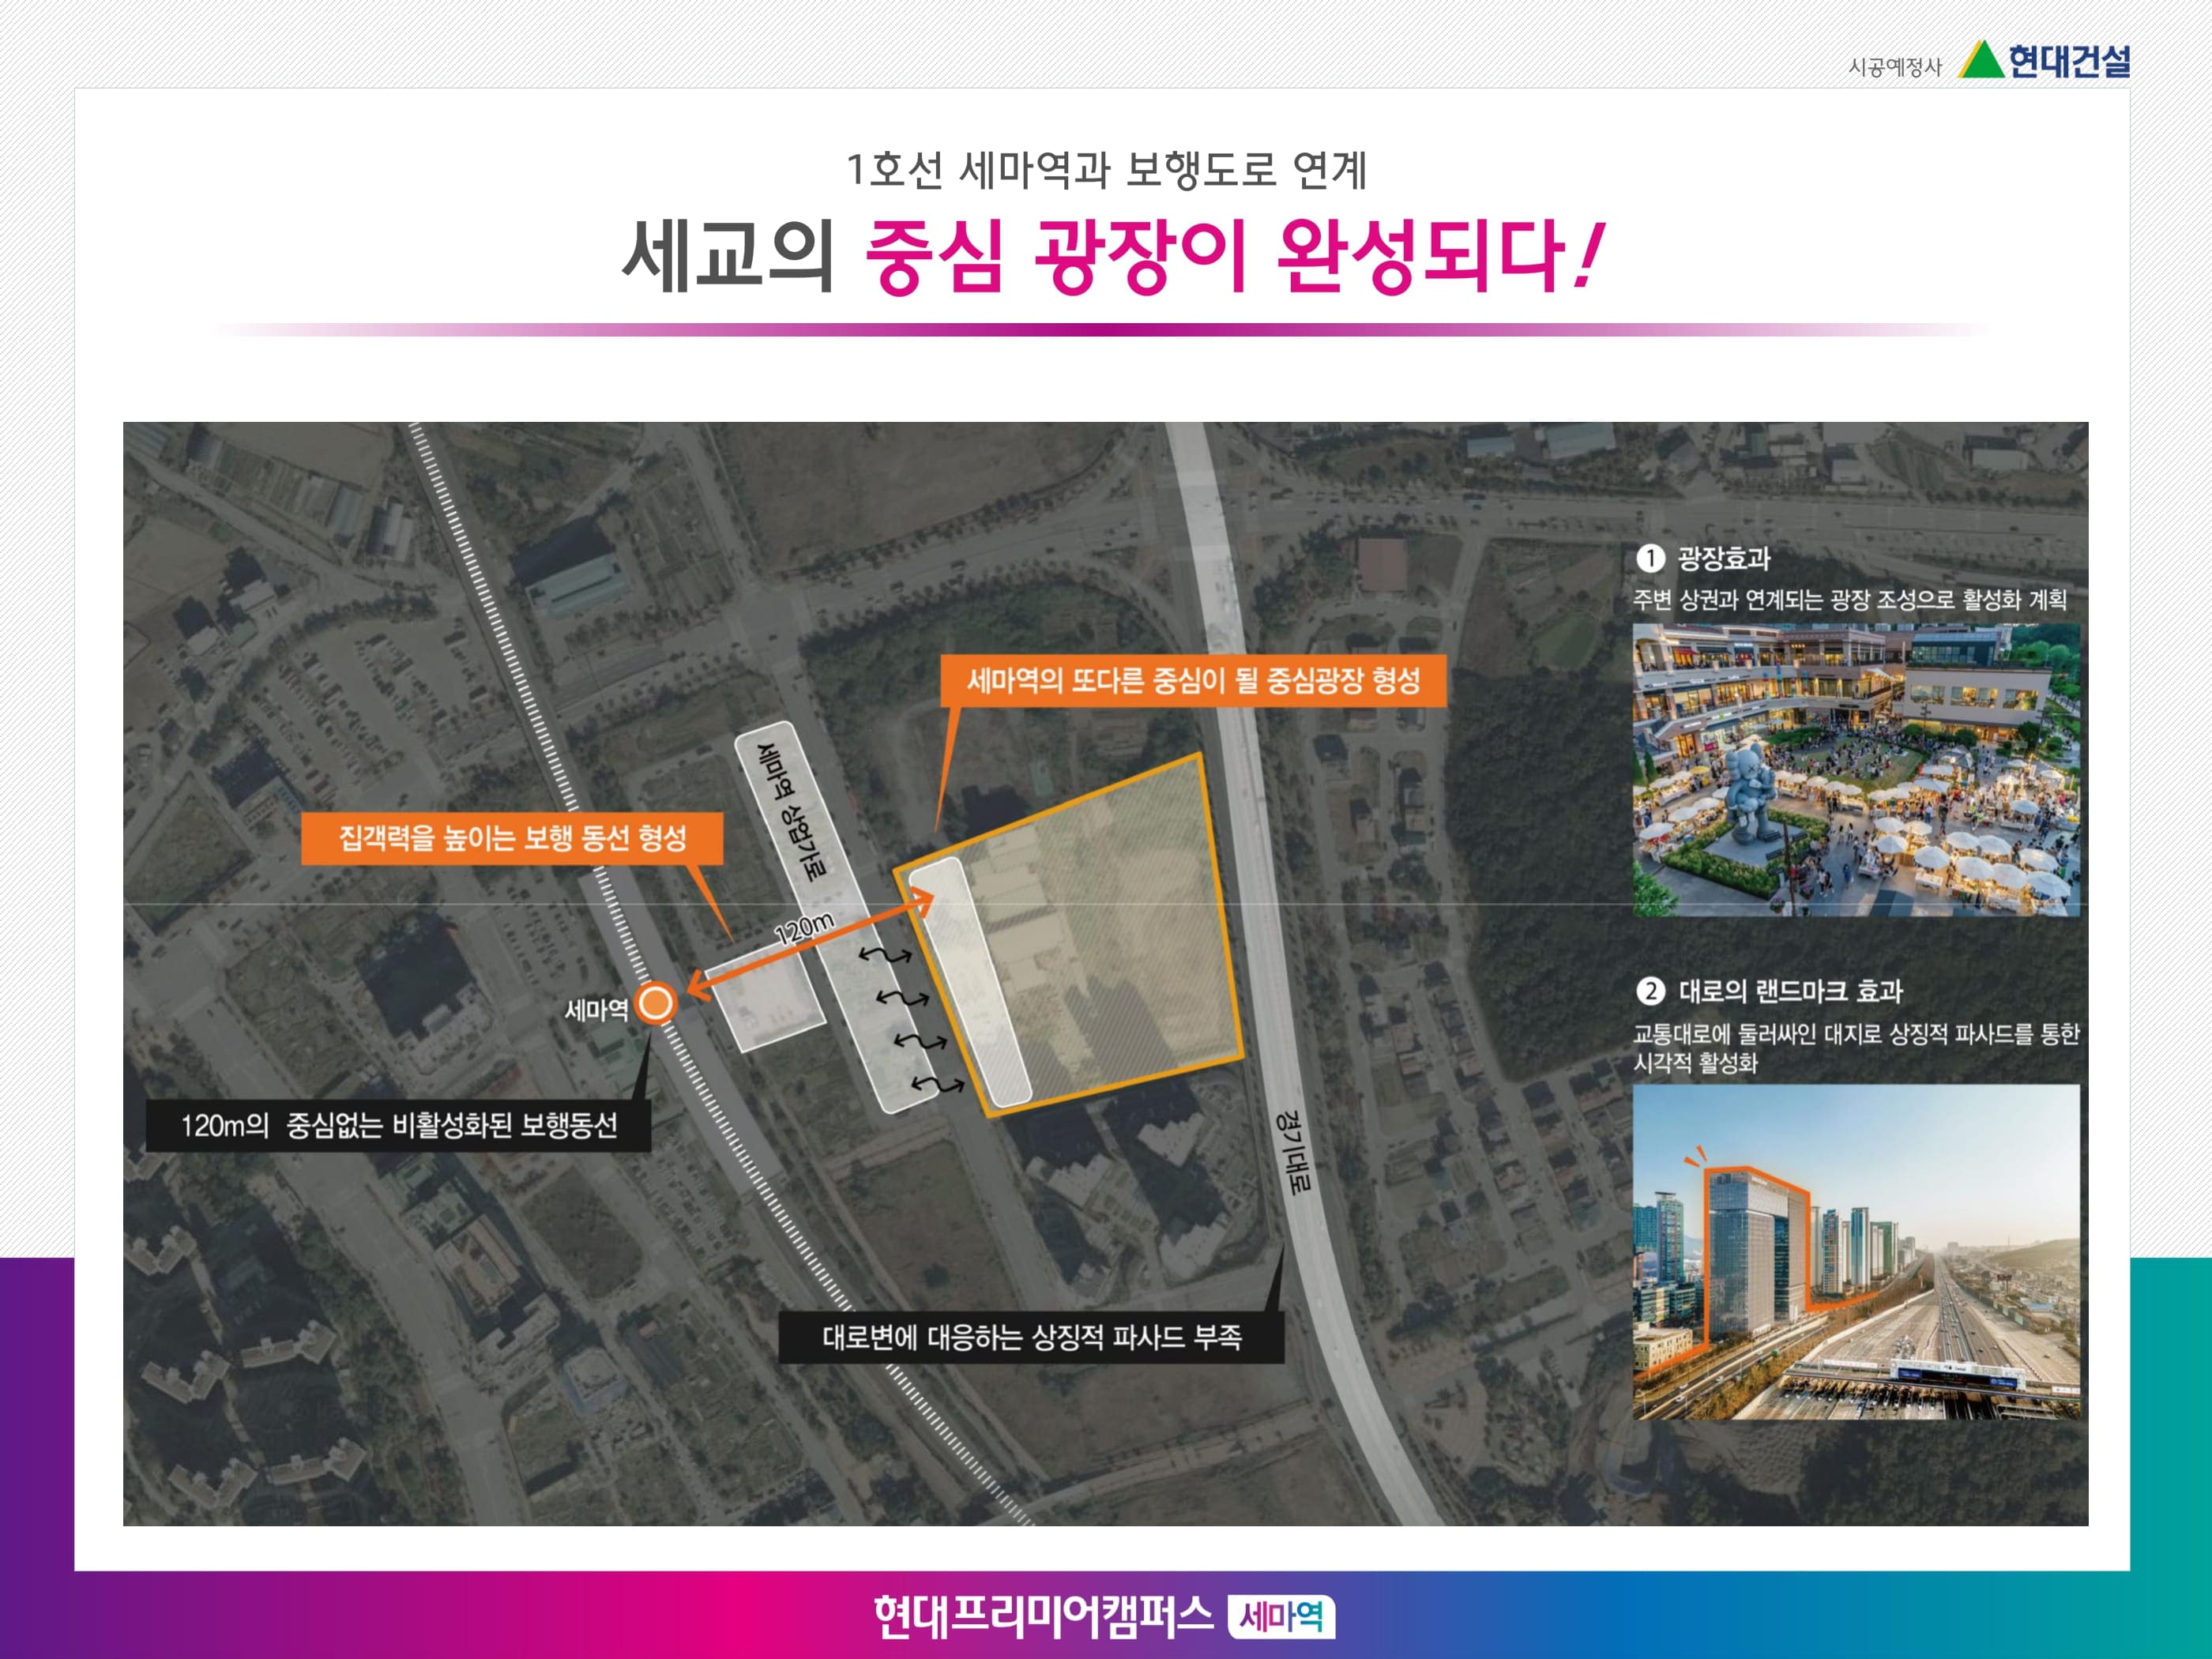 시공예정사 현대건설
1호선 세마역과 보행도로 연계
세교의 중심 광장이 완성되다!
1 광장효과
주변 상권과 연계되는 광장 조성으로 활성화 계획
세마역의 또다른 중심이 될 중심광장 형성
세마역 상업가로
집객력을 높이는 보행 동선 형성
120m
세마역
120m의 중심없는 비활성화된 보행동선
2 대로의 랜드마크 효과
교통대로에 둘러싸인 대지로 상징적 파사드를 통한
시각적 활성화
경기대로
대로변에 대응하는 상징적 파사드 부족
현대프리미어캠퍼스 세마역